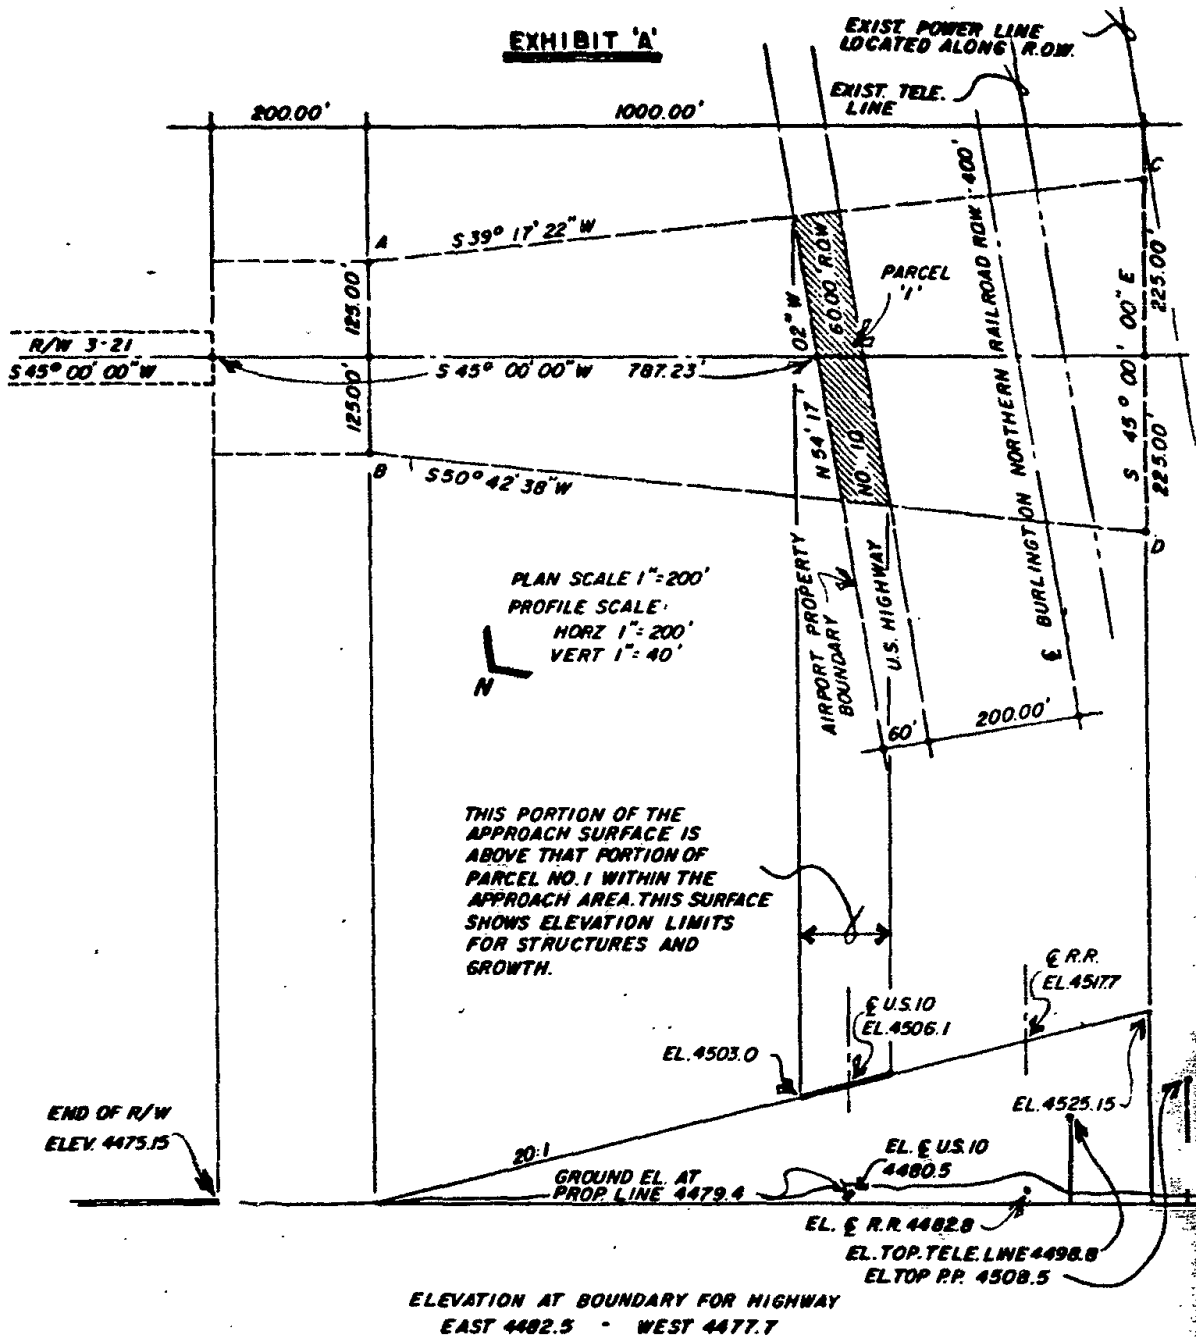 EXHIBIT 'A'
EXIST. POWER LINE
LOCATED ALONG R.O.W.
EXIST. TELE.
LINE
200.00'
1000.00'
C
A
S 39° 17' 22" W
125.00'
225.00'
60.00' ROW
PARCEL
'1'
R/W 3-21
S 45° 00' 00" W
S 45° 00' 00" W 787.23'
N 54° 17' 02" W
S 45° 00' 00" E
125.00'
225.00'
NO. 10
B
S 50° 42' 38" W
D
BURLINGTON NORTHERN RAILROAD ROW - 400'
PLAN SCALE 1"=200'
PROFILE SCALE:
HORZ 1"=200'
VERT 1"=40'
N
AIRPORT PROPERTY
BOUNDARY
U.S. HIGHWAY
60'
200.00'
THIS PORTION OF THE
APPROACH SURFACE IS
ABOVE THAT PORTION OF
PARCEL NO. 1 WITHIN THE
APPROACH AREA. THIS SURFACE
SHOWS ELEVATION LIMITS
FOR STRUCTURES AND
GROWTH.
℄ R.R.
EL. 4517.7
℄ U.S. 10
EL. 4506.1
EL. 4503.0
EL. 4525.15
END OF R/W
ELEV. 4475.15
20:1
GROUND EL. AT
PROP. LINE 4479.4
EL. ℄ U.S. 10
4480.5
EL. ℄ R.R. 4482.8
EL. TOP. TELE. LINE 4498.8
EL TOP P.P. 4508.5
ELEVATION AT BOUNDARY FOR HIGHWAY
EAST 4482.5 - WEST 4477.7